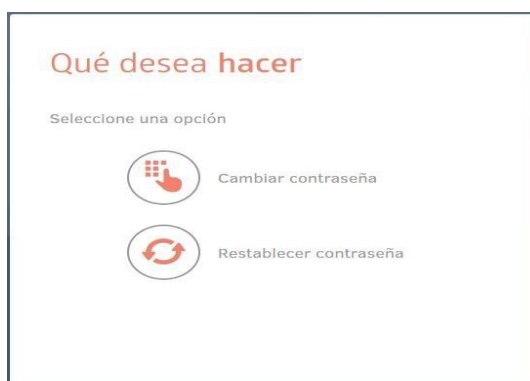 Qué desea hacer
Seleccione una opción
Cambiar contraseña
Restablecer contraseña